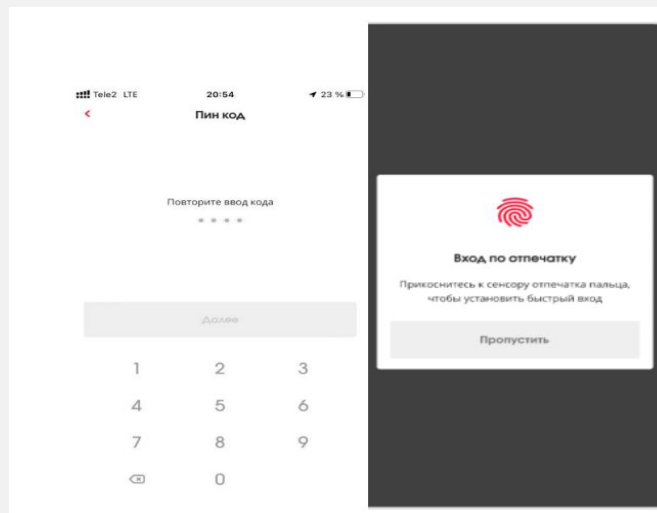 Tele2 LTE 20:54 23 %
Пин код
Повторите ввод кода
Далее
1 2 3
4 5 6
7 8 9
0
Вход по отпечатку
Прикоснитесь к сенсору отпечатка пальца,
чтобы установить быстрый вход
Пропустить